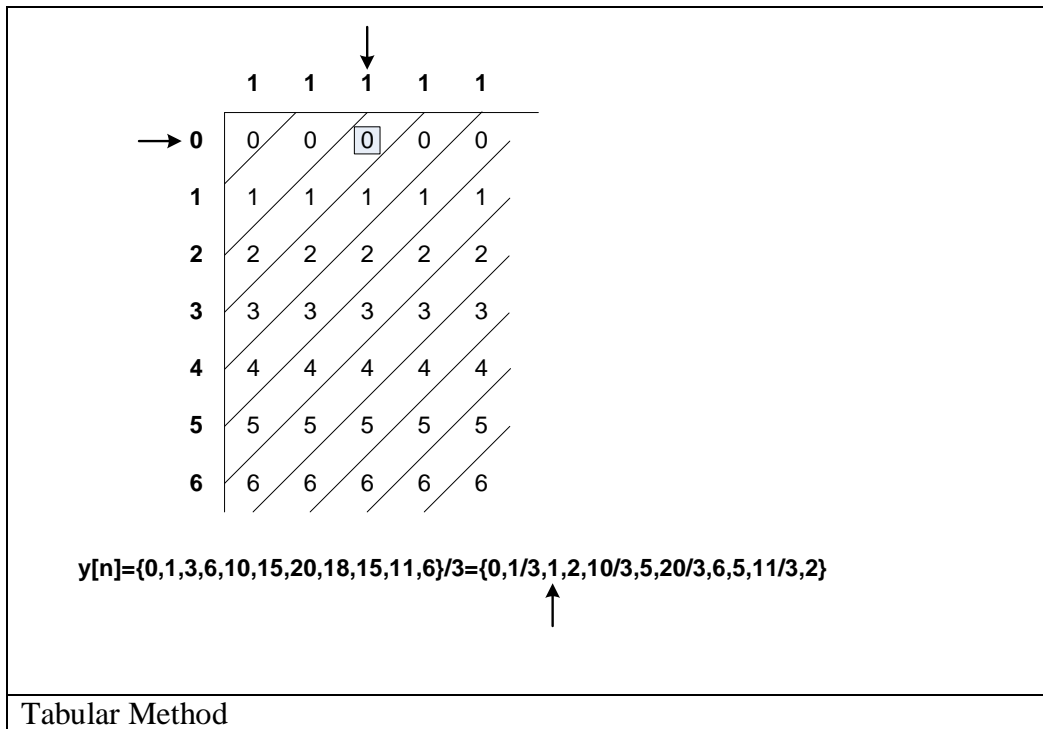 1 1 1 1 1
0 0 0 0 0 0
1 1 1 1 1 1
2 2 2 2 2 2
3 3 3 3 3 3
4 4 4 4 4 4
5 5 5 5 5 5
6 6 6 6 6 6
y[n]={0,1,3,6,10,15,20,18,15,11,6}/3={0,1/3,1,2,10/3,5,20/3,6,5,11/3,2}
Tabular Method